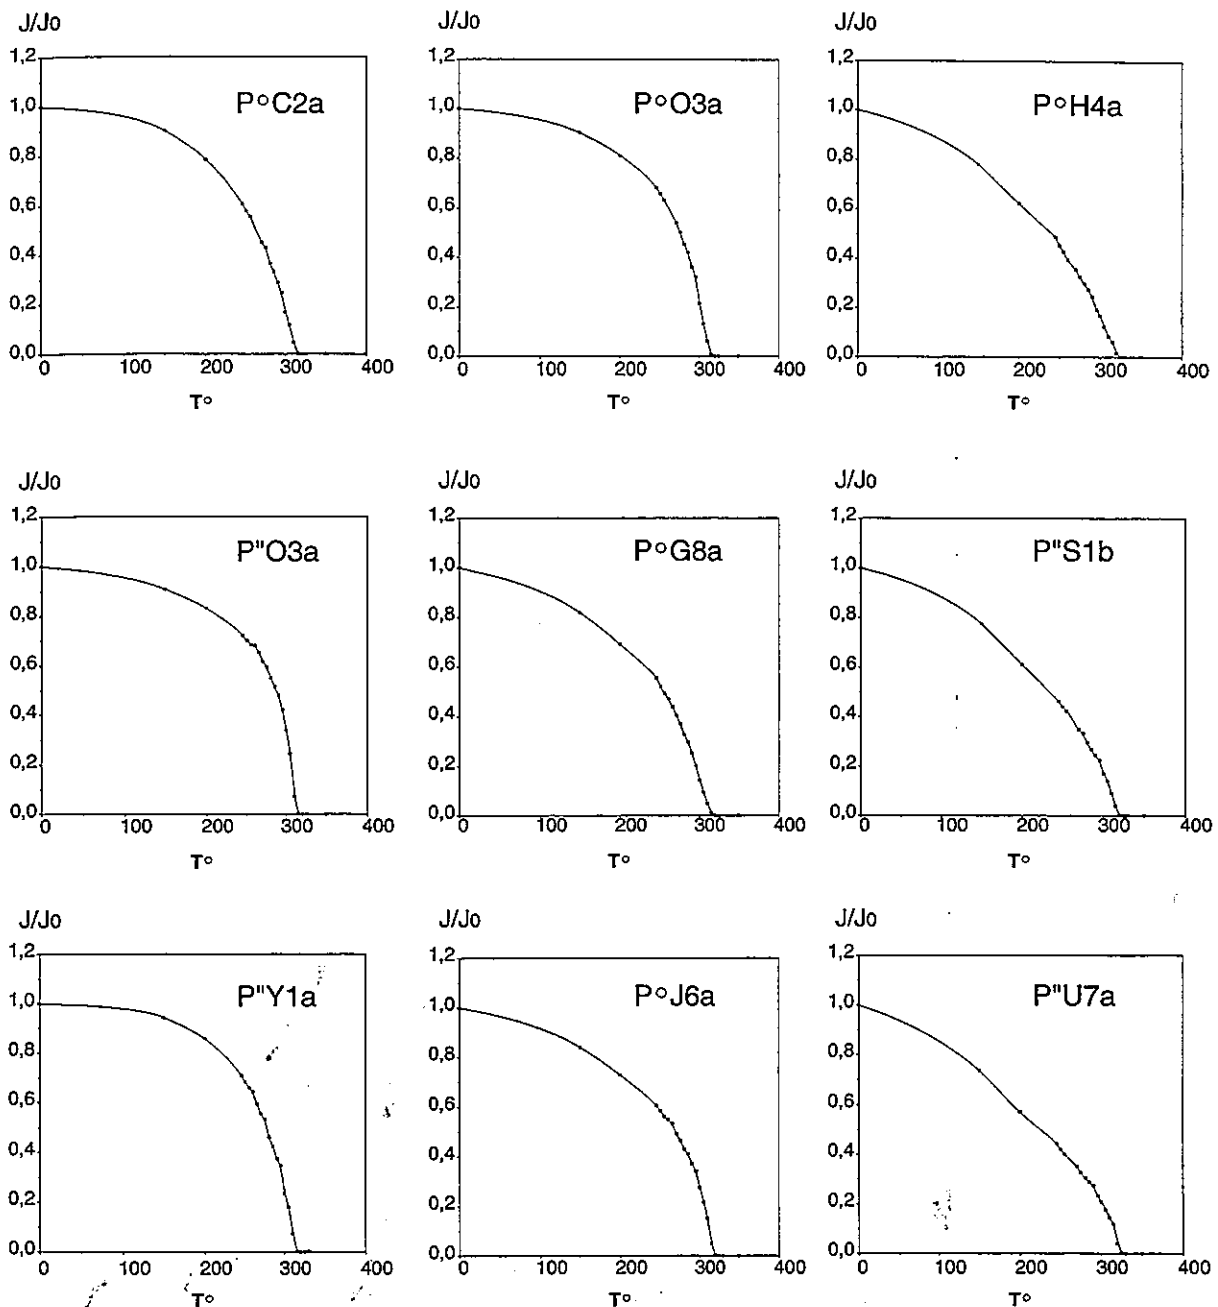 J/Jo J/Jo J/Jo
1,2 1,2 1,2
P°C2a P°O3a P°H4a
1,0 1,0 1,0
0,8 0,8 0,8
0,6 0,6 0,6
0,4 0,4 0,4
0,2 0,2 0,2
0,0 0,0 0,0
0 100 200 300 400 0 100 200 300 400 0 100 200 300 400
T° T° T°
J/Jo J/Jo J/Jo
1,2 1,2 1,2
P"O3a P°G8a P"S1b
1,0 1,0 1,0
0,8 0,8 0,8
0,6 0,6 0,6
0,4 0,4 0,4
0,2 0,2 0,2
0,0 0,0 0,0
0 100 200 300 400 0 100 200 300 400 0 100 200 300 400
T° T° T°
J/Jo J/Jo J/Jo
1,2 1,2 1,2
P"Y1a P°J6a P"U7a
1,0 1,0 1,0
0,8 0,8 0,8
0,6 0,6 0,6
0,4 0,4 0,4
0,2 0,2 0,2
0,0 0,0 0,0
0 100 200 300 400 0 100 200 300 400 0 100 200 300 400
T° T° T°